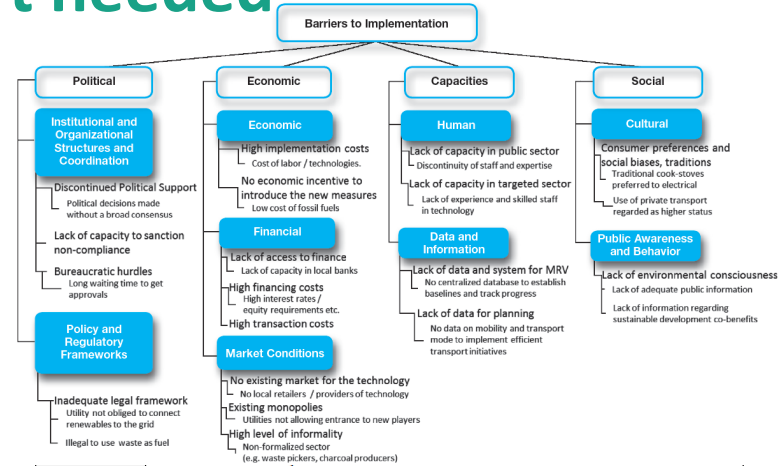 t needed
Barriers to Implementation
Political
Institutional and
Organizational
Structures and
Coordination
Discontinued Political Support
Political decisions made
without a broad consensus
Lack of capacity to sanction
non-compliance
Bureaucratic hurdles
Long waiting time to get
approvals
Policy and
Regulatory
Frameworks
Inadequate legal framework
Utility not obliged to connect
renewables to the grid
Illegal to use waste as fuel
Economic
Economic
High implementation costs
Cost of labor / technologies.
No economic incentive to
introduce the new measures
Low cost of fossil fuels
Financial
Lack of access to finance
Lack of capacity in local banks
High financing costs
High interest rates /
equity requirements etc.
High transaction costs
Market Conditions
No existing market for the technology
No local retailers / providers of technology
Existing monopolies
Utilities not allowing entrance to new players
High level of informality
Non-formalized sector
(e.g. waste pickers, charcoal producers)
Capacities
Human
Lack of capacity in public sector
Discontinuity of staff and expertise
Lack of capacity in targeted sector
Lack of experience and skilled staff
in technology
Data and
Information
Lack of data and system for MRV
No centralized database to establish
baselines and track progress
Lack of data for planning
No data on mobility and transport
mode to implement efficient
transport initiatives
Social
Cultural
Consumer preferences and
social biases, traditions
Traditional cook-stoves
preferred to electrical
Use of private transport
regarded as higher status
Public Awareness
and Behavior
Lack of environmental consciousness
Lack of adequate public information
Lack of information regarding
sustainable development co-benefits